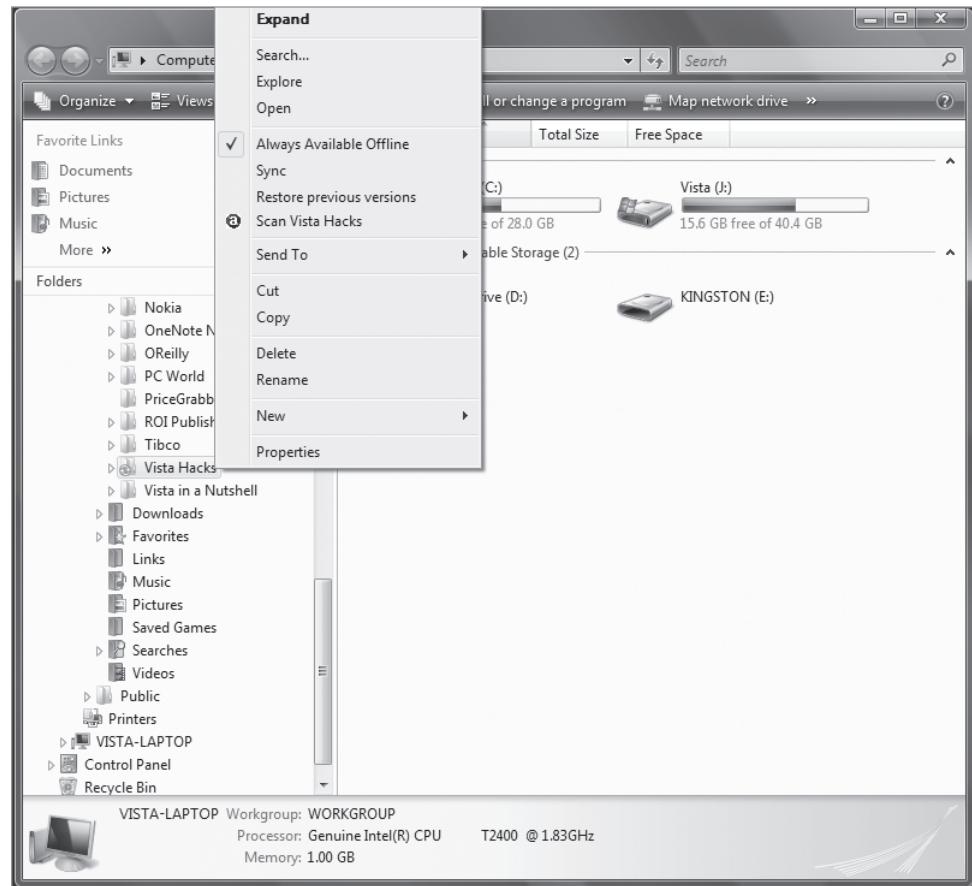 Expand
Search...
Explore
Open
Always Available Offline
Sync
Restore previous versions
Scan Vista Hacks
Send To
Cut
Copy
Delete
Rename
New
Properties
Compute
Search
Organize Views ll or change a program Map network drive »
Favorite Links
Documents
Pictures
Music
More »
Folders
Nokia
OneNote N
OReilly
PC World
PriceGrabb
ROI Publish
Tibco
Vista Hacks
Vista in a Nutshell
Downloads
Favorites
Links
Music
Pictures
Saved Games
Searches
Videos
Public
Printers
VISTA-LAPTOP
Control Panel
Recycle Bin
Total Size Free Space
(C:)
e of 28.0 GB
Vista (J:)
15.6 GB free of 40.4 GB
able Storage (2)
ive (D:)
KINGSTON (E:)
VISTA-LAPTOP Workgroup: WORKGROUP
Processor: Genuine Intel(R) CPU T2400 @ 1.83GHz
Memory: 1.00 GB